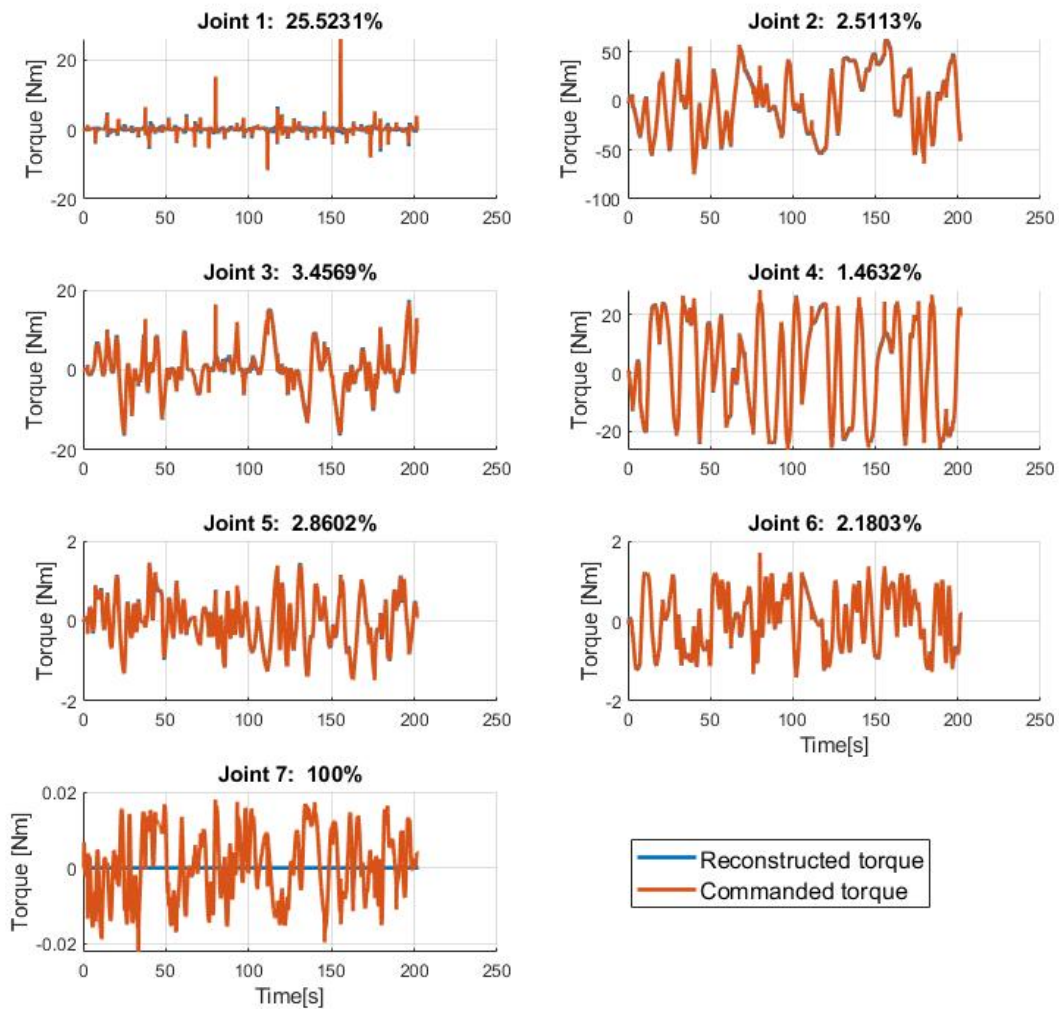 Joint 1:  25.5231%
Torque [Nm]
20
0
-20
0 50 100 150 200 250
Joint 2:  2.5113%
Torque [Nm]
50
0
-50
-100
0 50 100 150 200 250
Joint 3:  3.4569%
Torque [Nm]
20
0
-20
0 50 100 150 200 250
Joint 4:  1.4632%
Torque [Nm]
20
0
-20
0 50 100 150 200 250
Joint 5:  2.8602%
Torque [Nm]
2
0
-2
0 50 100 150 200 250
Joint 6:  2.1803%
Torque [Nm]
2
0
-2
0 50 100 150 200 250
Time[s]
Joint 7:  100%
Torque [Nm]
0.02
0
-0.02
0 50 100 150 200 250
Time[s]
Reconstructed torque
Commanded torque